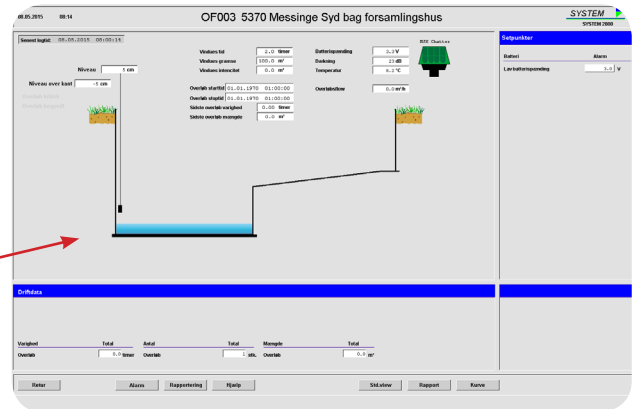 08.05.2015 08:14 OF003 5370 Messinge Syd bag forsamlingshus SYSTEM
SYSTEM 2000
Senest logtid: 08.05.2015 08:00:14
Vindues tid 2.0 timer Batterispænding 3.3 V
Vindues grænse 100.0 m³ Dækning 23 dB
Vindues intencitet 0.0 m³ Temperatur 8.2 °C
Chatter
Niveau 5 cm
Niveau over kant -5 cm
Overløb starttid 01.01.1970 01:00:00 Overløbsflow 0.0 m³/h
Overløb stoptid 01.01.1970 01:00:00
Sidste overløb varighed 0.00 timer
Sidste overløb mængde 0.0 m³
Setpunkter
Batteri Alarm
Lav batterispænding 3.0 V
Driftdata
Varighed Total Antal Total Mængde Total
Overløb 0.0 timer Overløb 1 stk. Overløb 0.0 m³
Retur Alarm Rapportering Hjælp Std.view Rapport Kurve